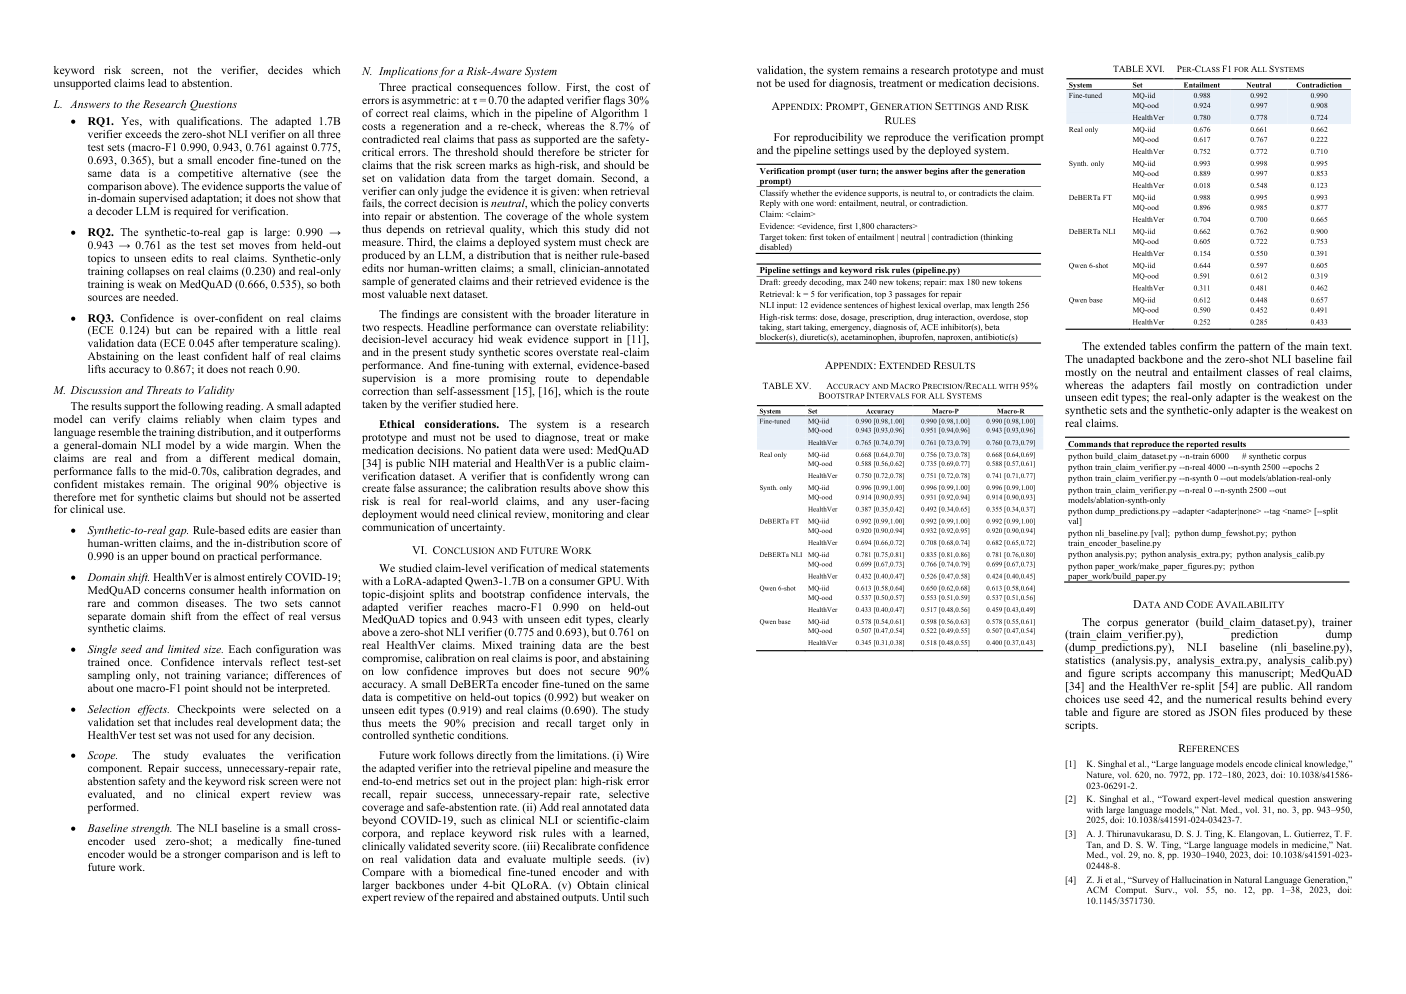 keyword risk screen, not the verifier, decides which
unsupported claims lead to abstention.
L. Answers to the Research Questions
• RQ1. Yes, with qualifications. The adapted 1.7B
verifier exceeds the zero-shot NLI verifier on all three
test sets (macro-F1 0.990, 0.943, 0.761 against 0.775,
0.693, 0.365), but a small encoder fine-tuned on the
same data is a competitive alternative (see the
comparison above). The evidence supports the value of
in-domain supervised adaptation; it does not show that
a decoder LLM is required for verification.
• RQ2. The synthetic-to-real gap is large: 0.990 →
0.943 → 0.761 as the test set moves from held-out
topics to unseen edits to real claims. Synthetic-only
training collapses on real claims (0.230) and real-only
training is weak on MedQuAD (0.666, 0.535), so both
sources are needed.
• RQ3. Confidence is over-confident on real claims
(ECE 0.124) but can be repaired with a little real
validation data (ECE 0.045 after temperature scaling).
Abstaining on the least confident half of real claims
lifts accuracy to 0.867; it does not reach 0.90.
M. Discussion and Threats to Validity
The results support the following reading. A small adapted
model can verify claims reliably when claim types and
language resemble the training distribution, and it outperforms
a general-domain NLI model by a wide margin. When the
claims are real and from a different medical domain,
performance falls to the mid-0.70s, calibration degrades, and
confident mistakes remain. The original 90% objective is
therefore met for synthetic claims but should not be asserted
for clinical use.
• Synthetic-to-real gap. Rule-based edits are easier than
human-written claims, and the in-distribution score of
0.990 is an upper bound on practical performance.
• Domain shift. HealthVer is almost entirely COVID-19;
MedQuAD concerns consumer health information on
rare and common diseases. The two sets cannot
separate domain shift from the effect of real versus
synthetic claims.
• Single seed and limited size. Each configuration was
trained once. Confidence intervals reflect test-set
sampling only, not training variance; differences of
about one macro-F1 point should not be interpreted.
• Selection effects. Checkpoints were selected on a
validation set that includes real development data; the
HealthVer test set was not used for any decision.
• Scope. The study evaluates the verification
component. Repair success, unnecessary-repair rate,
abstention safety and the keyword risk screen were not
evaluated, and no clinical expert review was
performed.
• Baseline strength. The NLI baseline is a small cross-
encoder used zero-shot; a medically fine-tuned
encoder would be a stronger comparison and is left to
future work.
N. Implications for a Risk-Aware System
Three practical consequences follow. First, the cost of
errors is asymmetric: at τ = 0.70 the adapted verifier flags 30%
of correct real claims, which in the pipeline of Algorithm 1
costs a regeneration and a re-check, whereas the 8.7% of
contradicted real claims that pass as supported are the safety-
critical errors. The threshold should therefore be stricter for
claims that the risk screen marks as high-risk, and should be
set on validation data from the target domain. Second, a
verifier can only judge the evidence it is given: when retrieval
fails, the correct decision is neutral, which the policy converts
into repair or abstention. The coverage of the whole system
thus depends on retrieval quality, which this study did not
measure. Third, the claims a deployed system must check are
produced by an LLM, a distribution that is neither rule-based
edits nor human-written claims; a small, clinician-annotated
sample of generated claims and their retrieved evidence is the
most valuable next dataset.
The findings are consistent with the broader literature in
two respects. Headline performance can overstate reliability:
decision-level accuracy hid weak evidence support in [11],
and in the present study synthetic scores overstate real-claim
performance. And fine-tuning with external, evidence-based
supervision is a more promising route to dependable
correction than self-assessment [15], [16], which is the route
taken by the verifier studied here.
Ethical considerations. The system is a research
prototype and must not be used to diagnose, treat or make
medication decisions. No patient data were used: MedQuAD
[34] is public NIH material and HealthVer is a public claim-
verification dataset. A verifier that is confidently wrong can
create false assurance; the calibration results above show this
risk is real for real-world claims, and any user-facing
deployment would need clinical review, monitoring and clear
communication of uncertainty.
VI. CONCLUSION AND FUTURE WORK
We studied claim-level verification of medical statements
with a LoRA-adapted Qwen3-1.7B on a consumer GPU. With
topic-disjoint splits and bootstrap confidence intervals, the
adapted verifier reaches macro-F1 0.990 on held-out
MedQuAD topics and 0.943 with unseen edit types, clearly
above a zero-shot NLI verifier (0.775 and 0.693), but 0.761 on
real HealthVer claims. Mixed training data are the best
compromise, calibration on real claims is poor, and abstaining
on low confidence improves but does not secure 90%
accuracy. A small DeBERTa encoder fine-tuned on the same
data is competitive on held-out topics (0.992) but weaker on
unseen edit types (0.919) and real claims (0.690). The study
thus meets the 90% precision and recall target only in
controlled synthetic conditions.
Future work follows directly from the limitations. (i) Wire
the adapted verifier into the retrieval pipeline and measure the
end-to-end metrics set out in the project plan: high-risk error
recall, repair success, unnecessary-repair rate, selective
coverage and safe-abstention rate. (ii) Add real annotated data
beyond COVID-19, such as clinical NLI or scientific-claim
corpora, and replace keyword risk rules with a learned,
clinically validated severity score. (iii) Recalibrate confidence
on real validation data and evaluate multiple seeds. (iv)
Compare with a biomedical fine-tuned encoder and with
larger backbones under 4-bit QLoRA. (v) Obtain clinical
expert review of the repaired and abstained outputs. Until such
validation, the system remains a research prototype and must
not be used for diagnosis, treatment or medication decisions.
APPENDIX: PROMPT, GENERATION SETTINGS AND RISK
RULES
For reproducibility we reproduce the verification prompt
and the pipeline settings used by the deployed system.
Verification prompt (user turn; the answer begins after the generation
prompt)
Classify whether the evidence supports, is neutral to, or contradicts the claim.
Reply with one word: entailment, neutral, or contradiction.
Claim: <claim>
Evidence: <evidence, first 1,800 characters>
Target token: first token of entailment | neutral | contradiction (thinking
disabled)
Pipeline settings and keyword risk rules (pipeline.py)
Draft: greedy decoding, max 240 new tokens; repair: max 180 new tokens
Retrieval: k = 5 for verification, top 3 passages for repair
NLI input: 12 evidence sentences of highest lexical overlap, max length 256
High-risk terms: dose, dosage, prescription, drug interaction, overdose, stop
taking, start taking, emergency, diagnosis of, ACE inhibitor(s), beta
blocker(s), diuretic(s), acetaminophen, ibuprofen, naproxen, antibiotic(s)
APPENDIX: EXTENDED RESULTS
TABLE XV. ACCURACY AND MACRO PRECISION/RECALL WITH 95%
BOOTSTRAP INTERVALS FOR ALL SYSTEMS
System Set Accuracy Macro-P Macro-R
Fine-tuned MQ-iid 0.990 [0.98,1.00] 0.990 [0.98,1.00] 0.990 [0.98,1.00]
MQ-ood 0.943 [0.93,0.96] 0.951 [0.94,0.96] 0.943 [0.93,0.96]
HealthVer 0.765 [0.74,0.79] 0.761 [0.73,0.79] 0.760 [0.73,0.79]
Real only MQ-iid 0.668 [0.64,0.70] 0.756 [0.73,0.78] 0.668 [0.64,0.69]
MQ-ood 0.588 [0.56,0.62] 0.735 [0.69,0.77] 0.588 [0.57,0.61]
HealthVer 0.750 [0.72,0.78] 0.751 [0.72,0.78] 0.741 [0.71,0.77]
Synth. only MQ-iid 0.996 [0.99,1.00] 0.996 [0.99,1.00] 0.996 [0.99,1.00]
MQ-ood 0.914 [0.90,0.93] 0.931 [0.92,0.94] 0.914 [0.90,0.93]
HealthVer 0.387 [0.35,0.42] 0.492 [0.34,0.65] 0.355 [0.34,0.37]
DeBERTa FT MQ-iid 0.992 [0.99,1.00] 0.992 [0.99,1.00] 0.992 [0.99,1.00]
MQ-ood 0.920 [0.90,0.94] 0.932 [0.92,0.95] 0.920 [0.90,0.94]
HealthVer 0.694 [0.66,0.72] 0.708 [0.68,0.74] 0.682 [0.65,0.72]
DeBERTa NLI MQ-iid 0.781 [0.75,0.81] 0.835 [0.81,0.86] 0.781 [0.76,0.80]
MQ-ood 0.699 [0.67,0.73] 0.766 [0.74,0.79] 0.699 [0.67,0.73]
HealthVer 0.432 [0.40,0.47] 0.526 [0.47,0.58] 0.424 [0.40,0.45]
Qwen 6-shot MQ-iid 0.613 [0.58,0.64] 0.650 [0.62,0.68] 0.613 [0.58,0.64]
MQ-ood 0.537 [0.50,0.57] 0.553 [0.51,0.59] 0.537 [0.51,0.56]
HealthVer 0.433 [0.40,0.47] 0.517 [0.48,0.56] 0.459 [0.43,0.49]
Qwen base MQ-iid 0.578 [0.54,0.61] 0.598 [0.56,0.63] 0.578 [0.55,0.61]
MQ-ood 0.507 [0.47,0.54] 0.522 [0.49,0.55] 0.507 [0.47,0.54]
HealthVer 0.345 [0.31,0.38] 0.518 [0.48,0.55] 0.400 [0.37,0.43]
TABLE XVI. PER-CLASS F1 FOR ALL SYSTEMS
System Set Entailment Neutral Contradiction
Fine-tuned MQ-iid 0.988 0.992 0.990
MQ-ood 0.924 0.997 0.908
HealthVer 0.780 0.778 0.724
Real only MQ-iid 0.676 0.661 0.662
MQ-ood 0.617 0.767 0.222
HealthVer 0.752 0.772 0.710
Synth. only MQ-iid 0.993 0.998 0.995
MQ-ood 0.889 0.997 0.853
HealthVer 0.018 0.548 0.123
DeBERTa FT MQ-iid 0.988 0.995 0.993
MQ-ood 0.896 0.985 0.877
HealthVer 0.704 0.700 0.665
DeBERTa NLI MQ-iid 0.662 0.762 0.900
MQ-ood 0.605 0.722 0.753
HealthVer 0.154 0.550 0.391
Qwen 6-shot MQ-iid 0.644 0.597 0.605
MQ-ood 0.591 0.612 0.319
HealthVer 0.311 0.481 0.462
Qwen base MQ-iid 0.612 0.448 0.657
MQ-ood 0.590 0.452 0.491
HealthVer 0.252 0.285 0.433
The extended tables confirm the pattern of the main text.
The unadapted backbone and the zero-shot NLI baseline fail
mostly on the neutral and entailment classes of real claims,
whereas the adapters fail mostly on contradiction under
unseen edit types; the real-only adapter is the weakest on the
synthetic sets and the synthetic-only adapter is the weakest on
real claims.
Commands that reproduce the reported results
python build_claim_dataset.py --n-train 6000 # synthetic corpus
python train_claim_verifier.py --n-real 4000 --n-synth 2500 --epochs 2
python train_claim_verifier.py --n-synth 0 --out models/ablation-real-only
python train_claim_verifier.py --n-real 0 --n-synth 2500 --out
models/ablation-synth-only
python dump_predictions.py --adapter <adapter|none> --tag <name> [--split
val]
python nli_baseline.py [val]; python dump_fewshot.py; python
train_encoder_baseline.py
python analysis.py; python analysis_extra.py; python analysis_calib.py
python paper_work/make_paper_figures.py; python
paper_work/build_paper.py
DATA AND CODE AVAILABILITY
The corpus generator (build_claim_dataset.py), trainer
(train_claim_verifier.py), prediction dump
(dump_predictions.py), NLI baseline (nli_baseline.py),
statistics (analysis.py, analysis_extra.py, analysis_calib.py)
and figure scripts accompany this manuscript; MedQuAD
[34] and the HealthVer re-split [54] are public. All random
choices use seed 42, and the numerical results behind every
table and figure are stored as JSON files produced by these
scripts.
REFERENCES
[1] K. Singhal et al., “Large language models encode clinical knowledge,”
Nature, vol. 620, no. 7972, pp. 172–180, 2023, doi: 10.1038/s41586-
023-06291-2.
[2] K. Singhal et al., “Toward expert-level medical question answering
with large language models,” Nat. Med., vol. 31, no. 3, pp. 943–950,
2025, doi: 10.1038/s41591-024-03423-7.
[3] A. J. Thirunavukarasu, D. S. J. Ting, K. Elangovan, L. Gutierrez, T. F.
Tan, and D. S. W. Ting, “Large language models in medicine,” Nat.
Med., vol. 29, no. 8, pp. 1930–1940, 2023, doi: 10.1038/s41591-023-
02448-8.
[4] Z. Ji et al., “Survey of Hallucination in Natural Language Generation,”
ACM Comput. Surv., vol. 55, no. 12, pp. 1–38, 2023, doi:
10.1145/3571730.